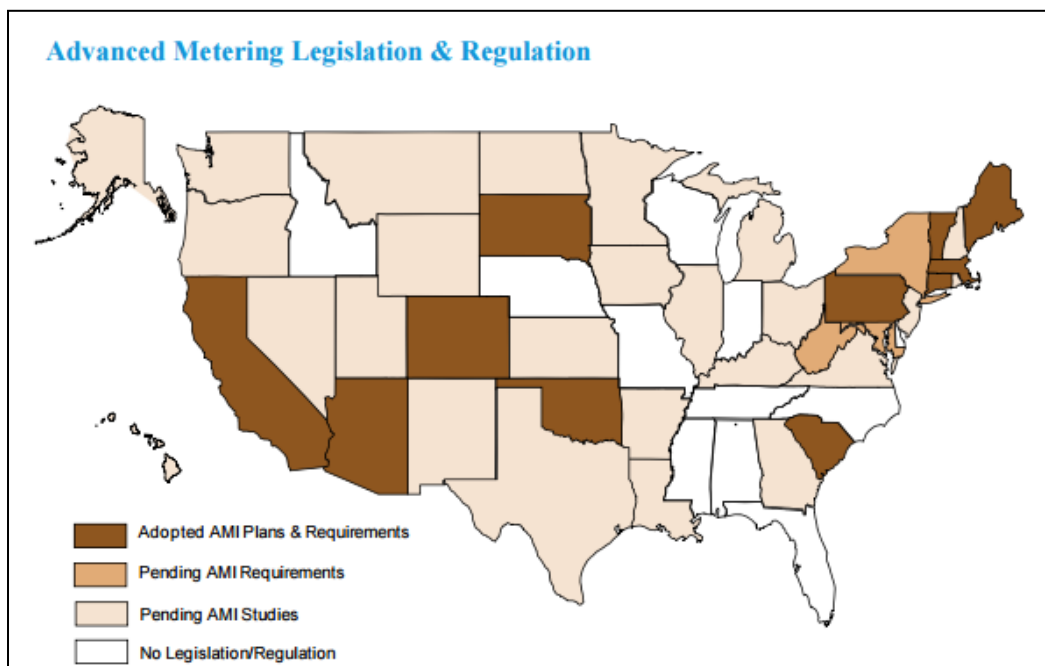 Advanced Metering Legislation & Regulation
Adopted AMI Plans & Requirements
Pending AMI Requirements
Pending AMI Studies
No Legislation/Regulation